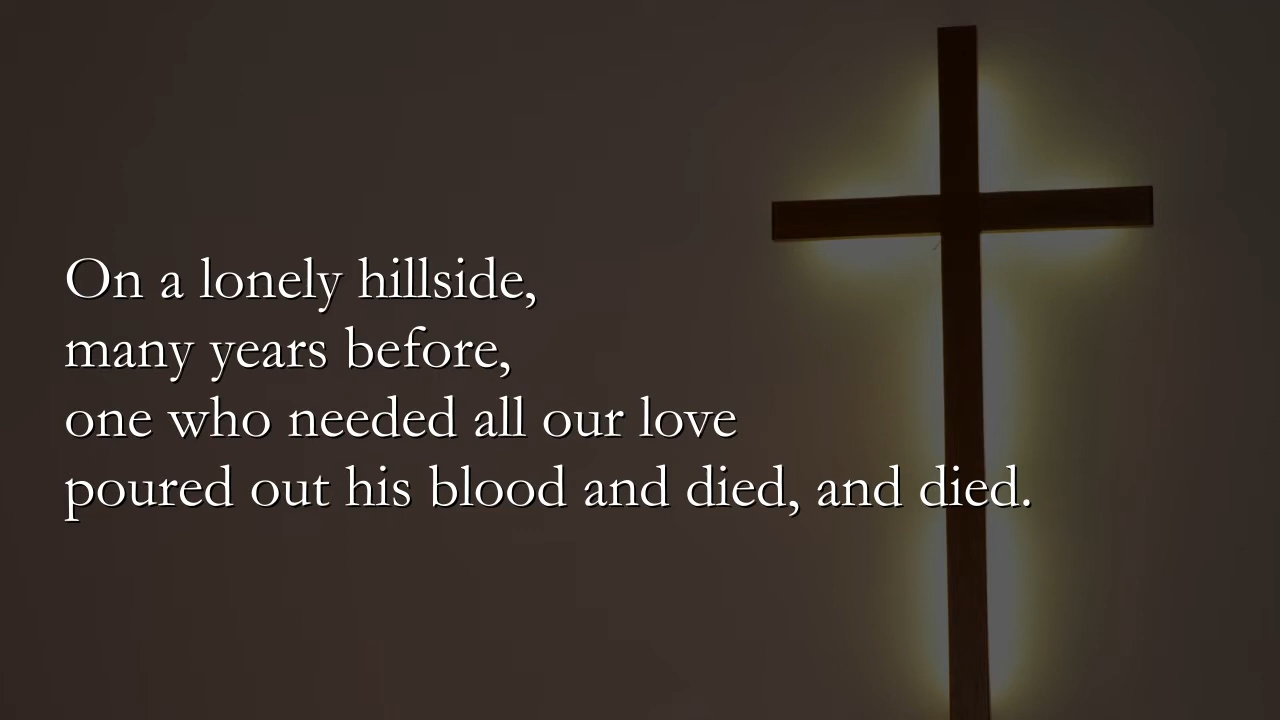 On a lonely hillside,
many years before,
one who needed all our love
poured out his blood and died, and died.